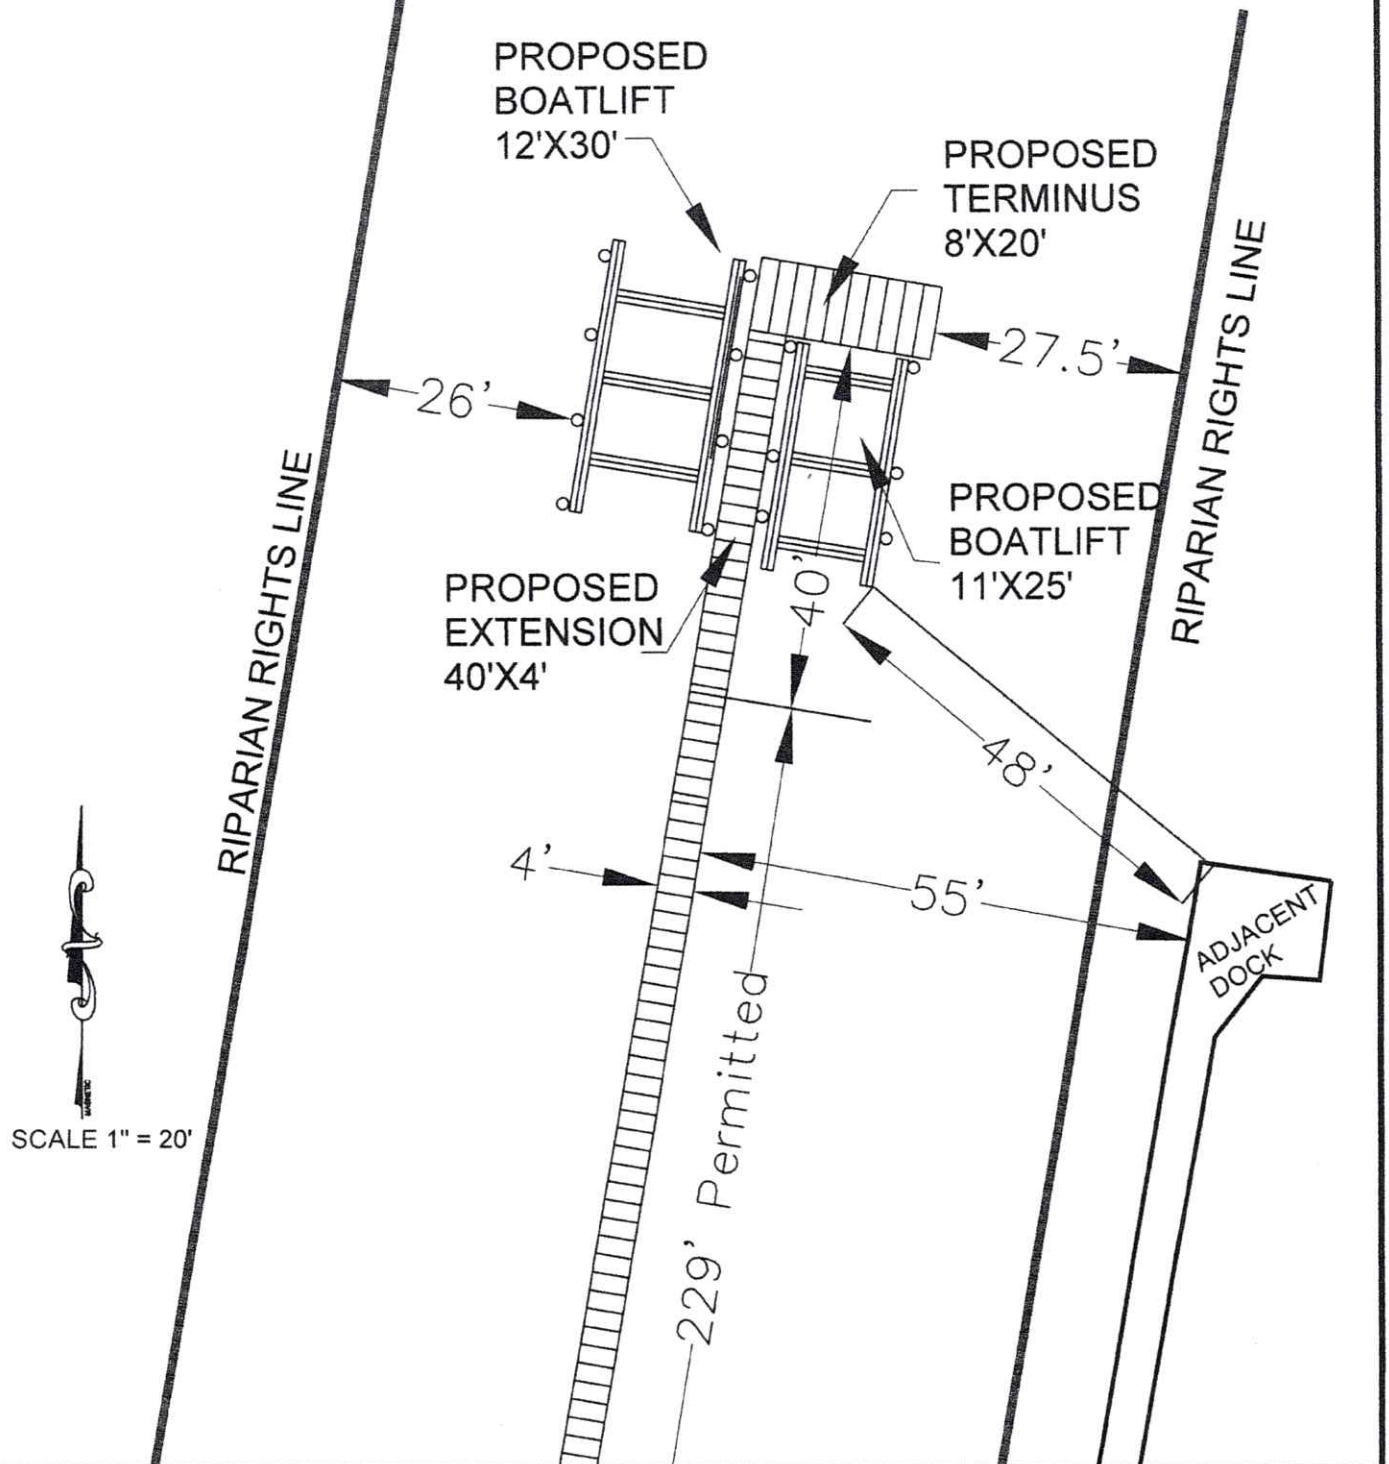 PROPOSED
BOATLIFT
12'X30'
PROPOSED
TERMINUS
8'X20'
27.5'
26'
RIPARIAN RIGHTS LINE
RIPARIAN RIGHTS LINE
PROPOSED
BOATLIFT
11'X25'
PROPOSED
EXTENSION
40'X4'
40'
48'
4'
55'
ADJACENT
DOCK
229' Permitted
MAGNETIC
SCALE 1" = 20'